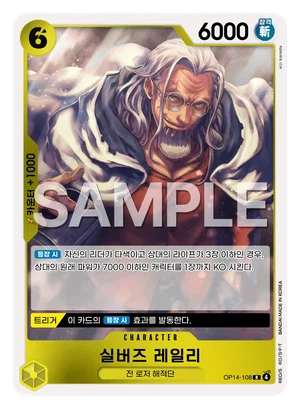 6
6000
참격
斬
카운터 +1000
SAMPLE
등장 시 자신의 리더가 다색이고 상대의 라이프가 3장 이하인 경우,
상대의 원래 파워가 7000 이하인 캐릭터를 1장까지 KO 시킨다.
트리거 이 카드의 등장 시 효과를 발동한다.
CHARACTER
실버즈 레일리
전 로저 해적단
OP14-108 R
4
BANDAI MADE IN KOREA